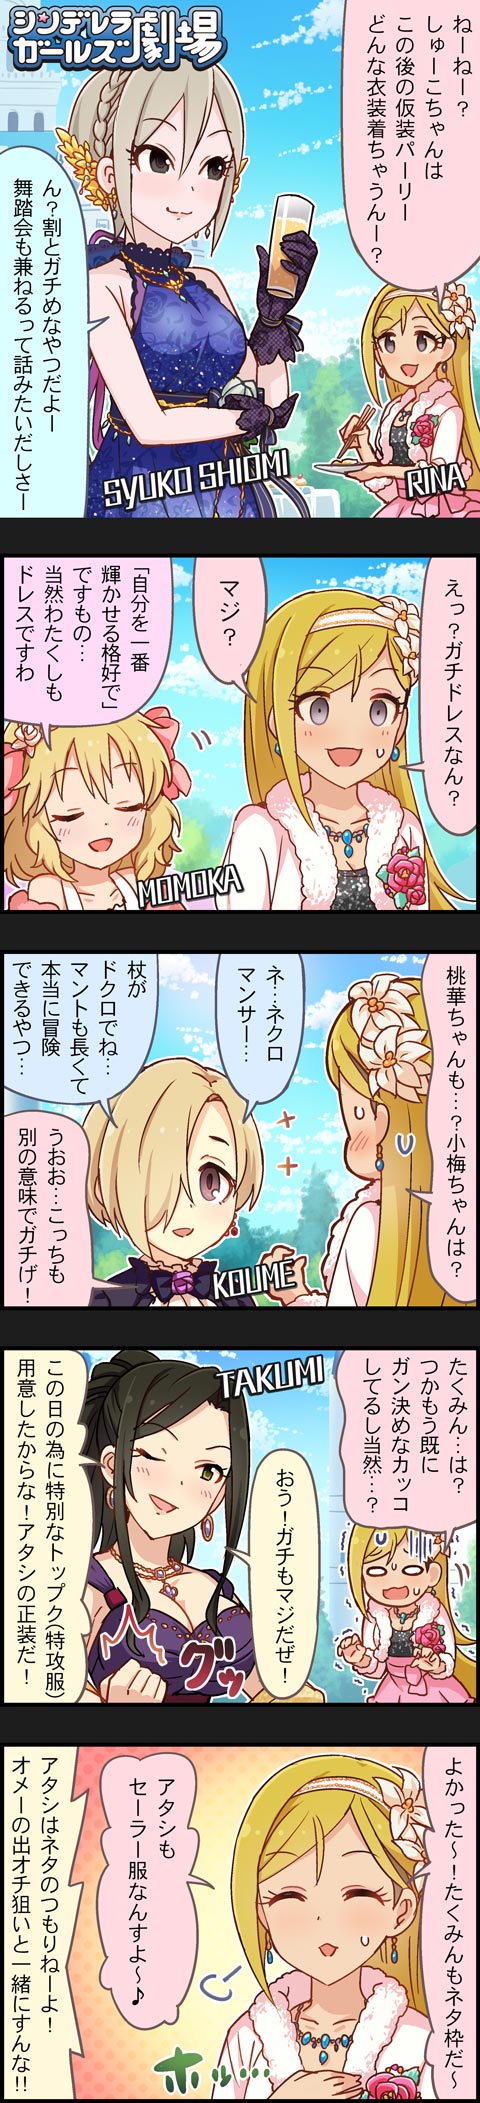 シンデレラ
ガールズ劇場
ねーねー？
しゅーこちゃんは
この後の仮装パーリー
どんな衣装着ちゃうんー？
ん？割とガチめなやつだよー
舞踏会も兼ねるって話みたいだしさー
SYUKO SHIOMI
RINA
えっ？ガチドレスなん？
マジ？
「自分を一番
輝かせる格好で」
ですもの…
当然わたくしも
ドレスですわ
MOMOKA
桃華ちゃんも…？小梅ちゃんは？
ネ…ネクロ
マンサー…
杖が
ドクロでね…
マントも長くて
本当に冒険
できるやつ…
うおお…こっちも
別の意味でガチげ！
KOUME
TAKUMI
たくみん…は？
つかもう既に
ガン決めなカッコ
してるし当然…？
おう！ガチもマジだぜ！
この日の為に特別なトップク(特攻服)
用意したからな！アタシの正装だ！
グッ
よかった～！たくみんもネタ枠だ～
アタシも
セーラー服なんすよ～♪
アタシはネタのつもりねーよ！
オメーの出オチ狙いと一緒にすんな!!
ホッ…